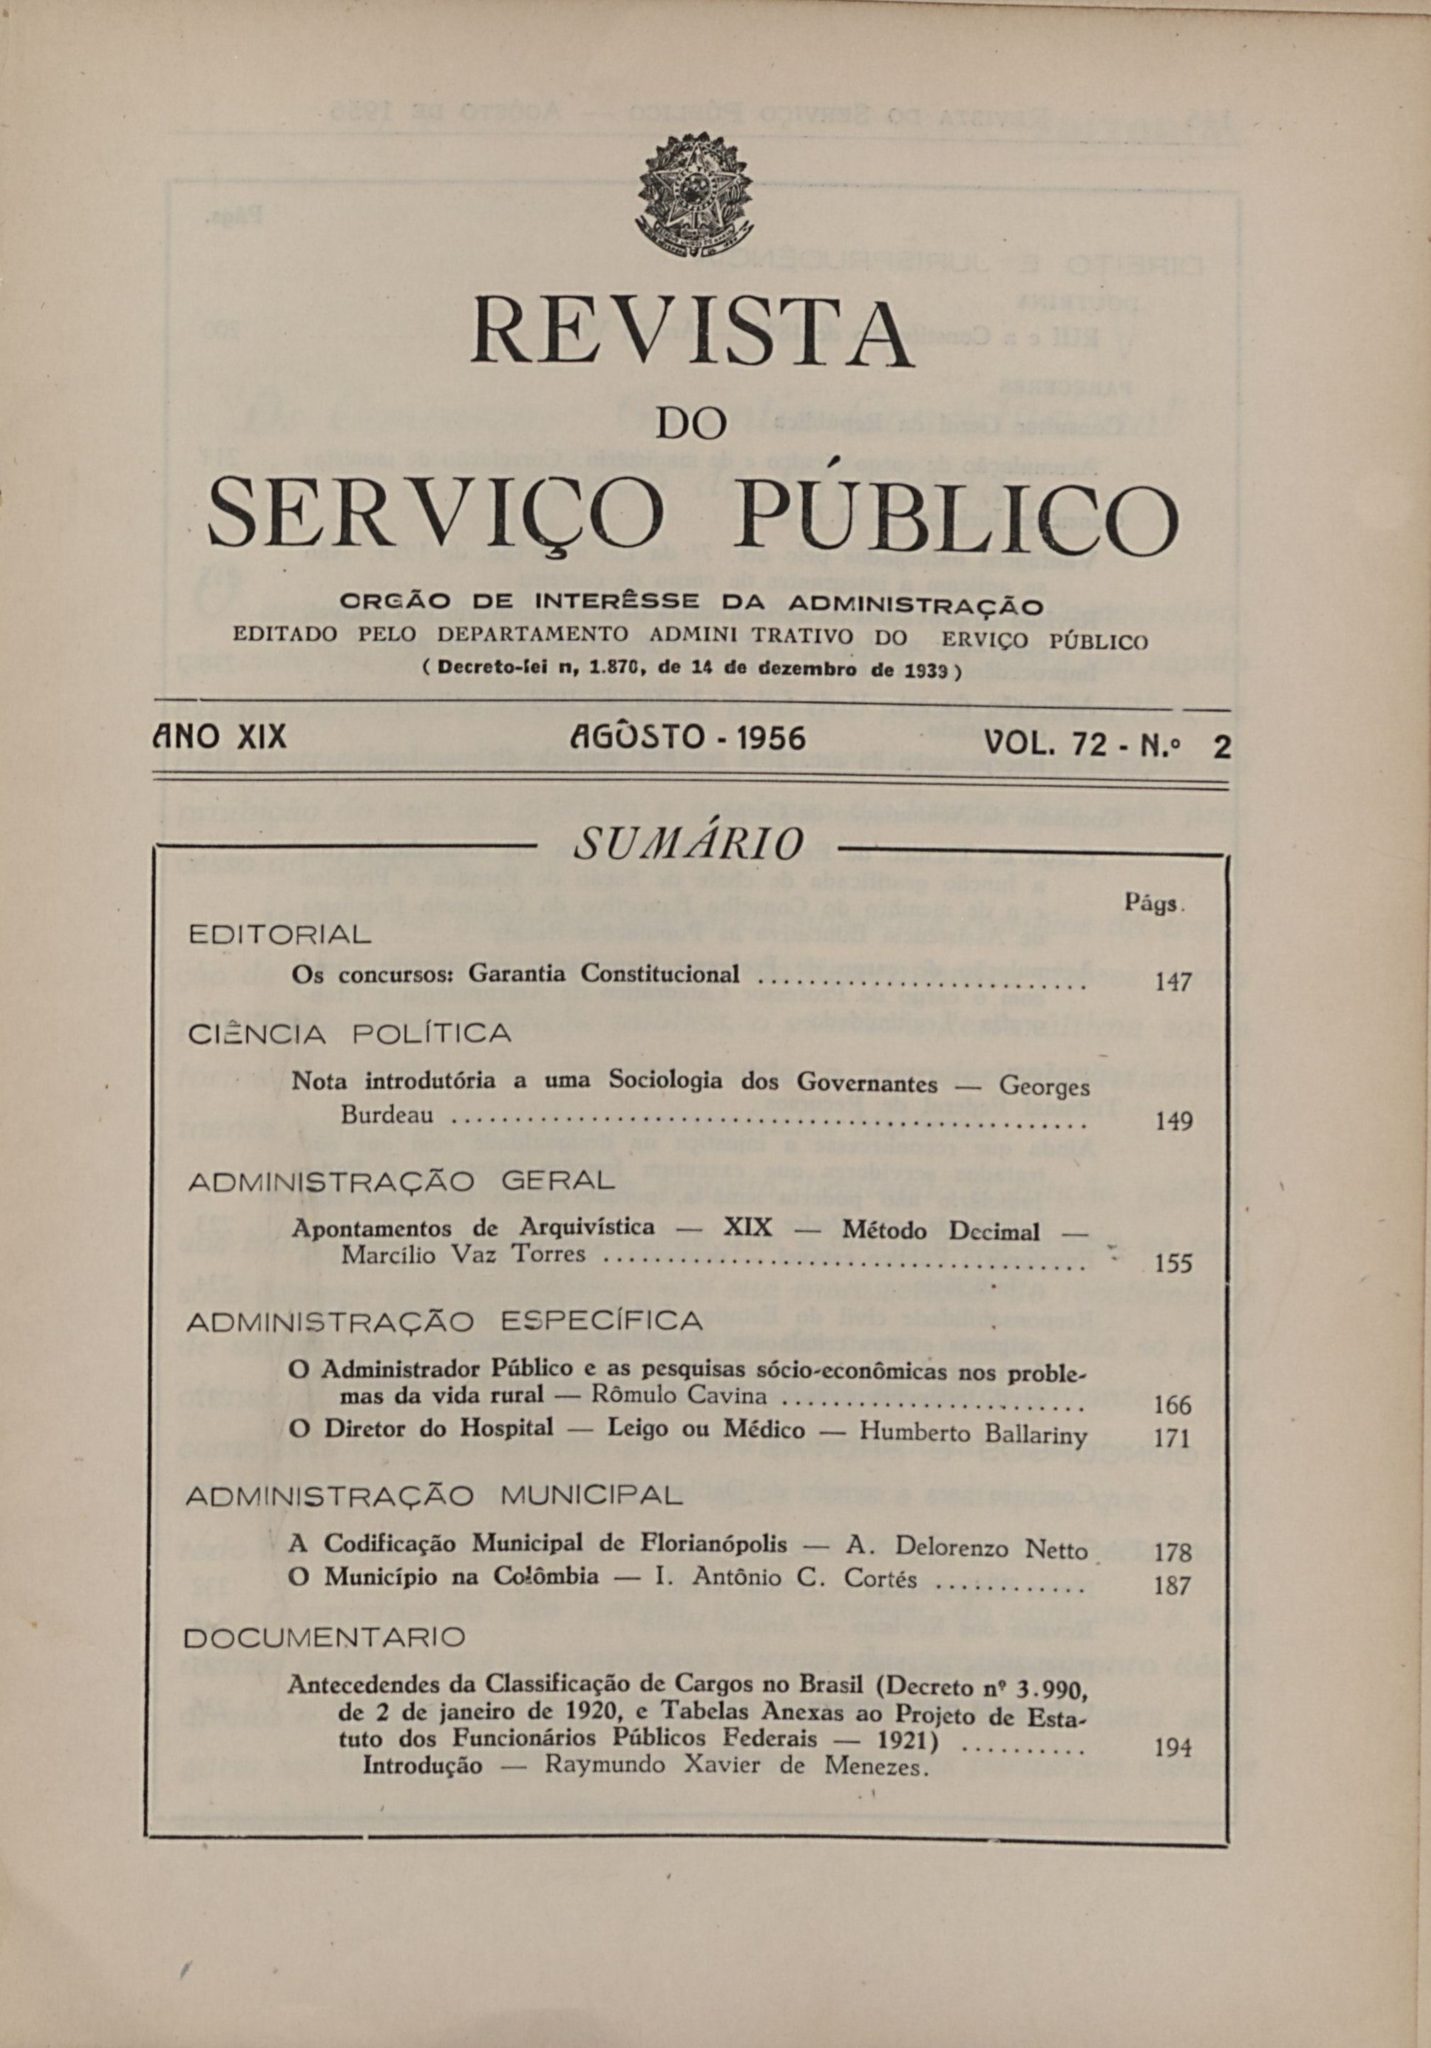 REVISTA
DO
SERVIÇO PÚBLICO
ORGÃO DE INTERÊSSE DA ADMINISTRAÇÃO
EDITADO PELO DEPARTAMENTO ADMINI TRATIVO DO ERVIÇO PÚBLICO
( Decreto-lei n, 1.870, de 14 de dezembro de 1939 )
ANO XIX AGÔSTO - 1956 VOL. 72 - N.º 2
SUMÁRIO
Págs.
EDITORIAL
Os concursos: Garantia Constitucional .......................... 147
CIÊNCIA POLÍTICA
Nota introdutória a uma Sociologia dos Governantes — Georges
Burdeau .................................................. 149
ADMINISTRAÇÃO GERAL
Apontamentos de Arquivística — XIX — Método Decimal —
Marcílio Vaz Torres ...................................... 155
ADMINISTRAÇÃO ESPECÍFICA
O Administrador Público e as pesquisas sócio-econômicas nos proble-
mas da vida rural — Rômulo Cavina ........................ 166
O Diretor do Hospital — Leigo ou Médico — Humberto Ballariny 171
ADMINISTRAÇÃO MUNICIPAL
A Codificação Municipal de Florianópolis — A. Delorenzo Netto 178
O Município na Colômbia — I. Antônio C. Cortés ............ 187
DOCUMENTARIO
Antecedendes da Classificação de Cargos no Brasil (Decreto nº 3.990,
de 2 de janeiro de 1920, e Tabelas Anexas ao Projeto de Esta-
tuto dos Funcionários Públicos Federais — 1921) .......... 194
Introdução — Raymundo Xavier de Menezes.